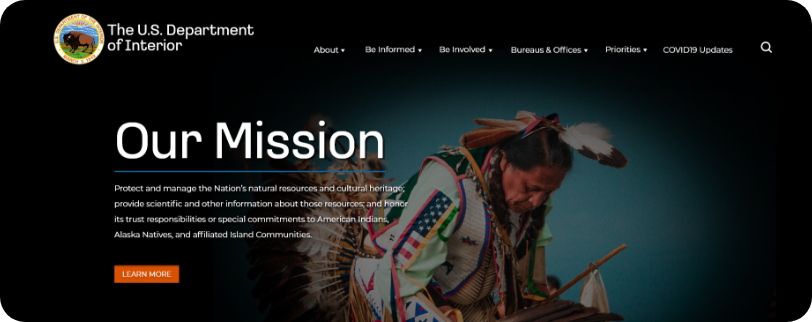 The U.S. Department
of Interior
About
Be Informed
Be Involved
Bureaus & Offices
Priorities
COVID19 Updates
Our Mission
Protect and manage the Nation's natural resources and cultural heritage;
provide scientific and other information about those resources; and honor
its trust responsibilities or special commitments to American Indians,
Alaska Natives, and affiliated Island Communities.
LEARN MORE